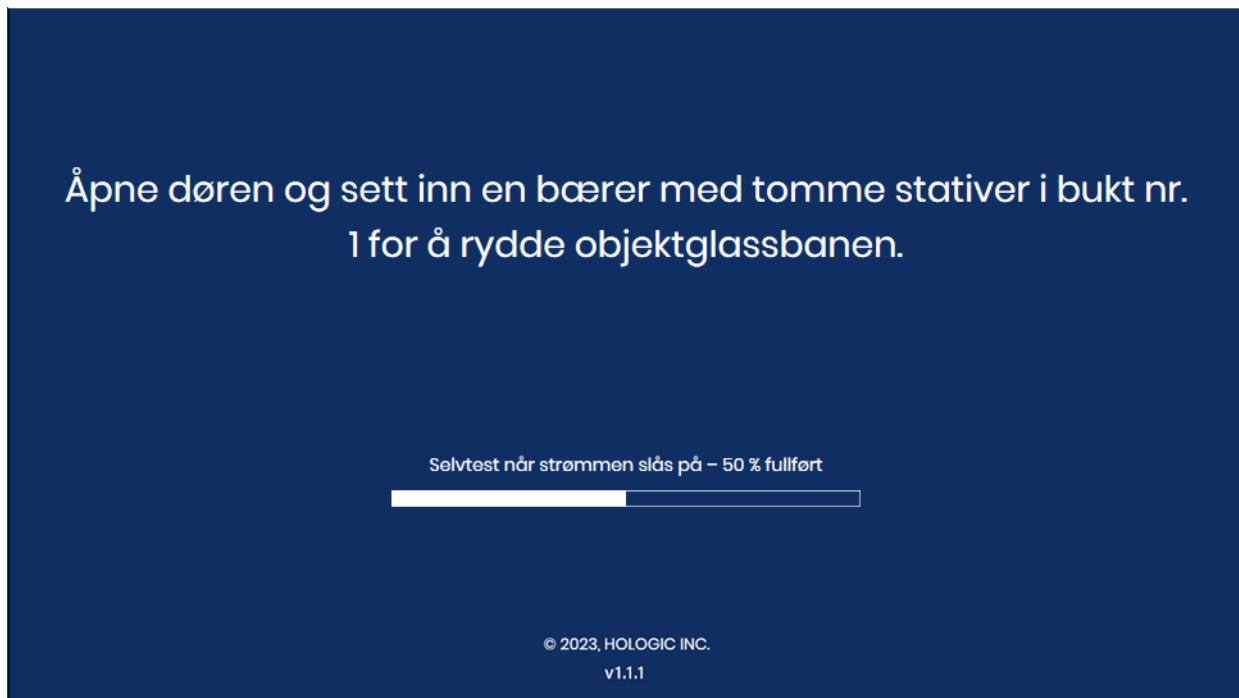 Åpne døren og sett inn en bærer med tomme stativer i bukt nr.
1 for å rydde objektglassbanen.
Selvtest når strømmen slås på – 50 % fullført
© 2023, HOLOGIC INC.
v1.1.1